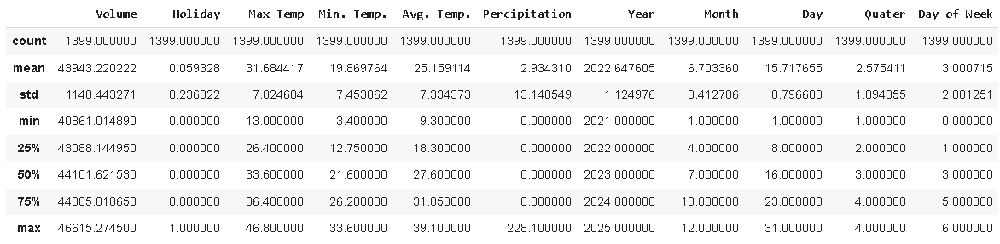 Volume Holiday Max_Temp Min._Temp. Avg. Temp. Percipitation Year Month Day Quater Day of Week
count 1399.000000 1399.000000 1399.000000 1399.000000 1399.000000 1399.000000 1399.000000 1399.000000 1399.000000 1399.000000 1399.000000
mean 43943.220222 0.059328 31.684417 19.869764 25.159114 2.934310 2022.647605 6.703360 15.717655 2.575411 3.000715
std 1140.443271 0.236322 7.024684 7.453862 7.334373 13.140549 1.124976 3.412706 8.796600 1.094855 2.001251
min 40861.014890 0.000000 13.000000 3.400000 9.300000 0.000000 2021.000000 1.000000 1.000000 1.000000 0.000000
25% 43088.144950 0.000000 26.400000 12.750000 18.300000 0.000000 2022.000000 4.000000 8.000000 2.000000 1.000000
50% 44101.621530 0.000000 33.600000 21.600000 27.600000 0.000000 2023.000000 7.000000 16.000000 3.000000 3.000000
75% 44805.010650 0.000000 36.400000 26.200000 31.050000 0.000000 2024.000000 10.000000 23.000000 4.000000 5.000000
max 46615.274500 1.000000 46.800000 33.600000 39.100000 228.100000 2025.000000 12.000000 31.000000 4.000000 6.000000